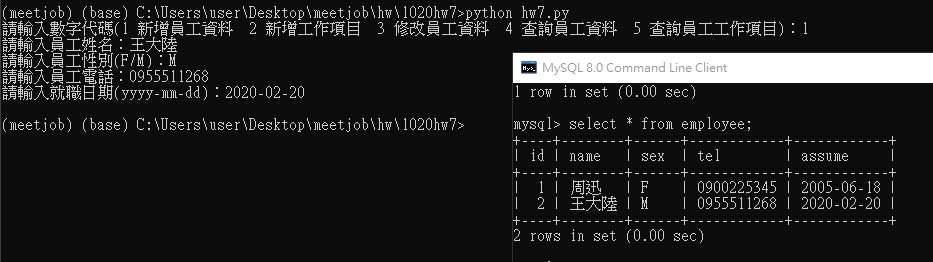 (meetjob) (base) C:\Users\user\Desktop\meetjob\hw\1020hw7>python hw7.py
請輸入數字代碼(1 新增員工資料  2 新增工作項目  3 修改員工資料  4 查詢員工資料  5 查詢員工工作項目)：1
請輸入員工姓名：王大陸
請輸入員工性別(F/M)：M
請輸入員工電話：0955511268
請輸入就職日期(yyyy-mm-dd)：2020-02-20
(meetjob) (base) C:\Users\user\Desktop\meetjob\hw\1020hw7>
MySQL 8.0 Command Line Client
1 row in set (0.00 sec)
mysql> select * from employee;
+----+--------+------+------------+------------+
| id | name   | sex  | tel        | assume     |
+----+--------+------+------------+------------+
|  1 | 周迅   | F    | 0900225345 | 2005-06-18 |
|  2 | 王大陸 | M    | 0955511268 | 2020-02-20 |
+----+--------+------+------------+------------+
2 rows in set (0.00 sec)